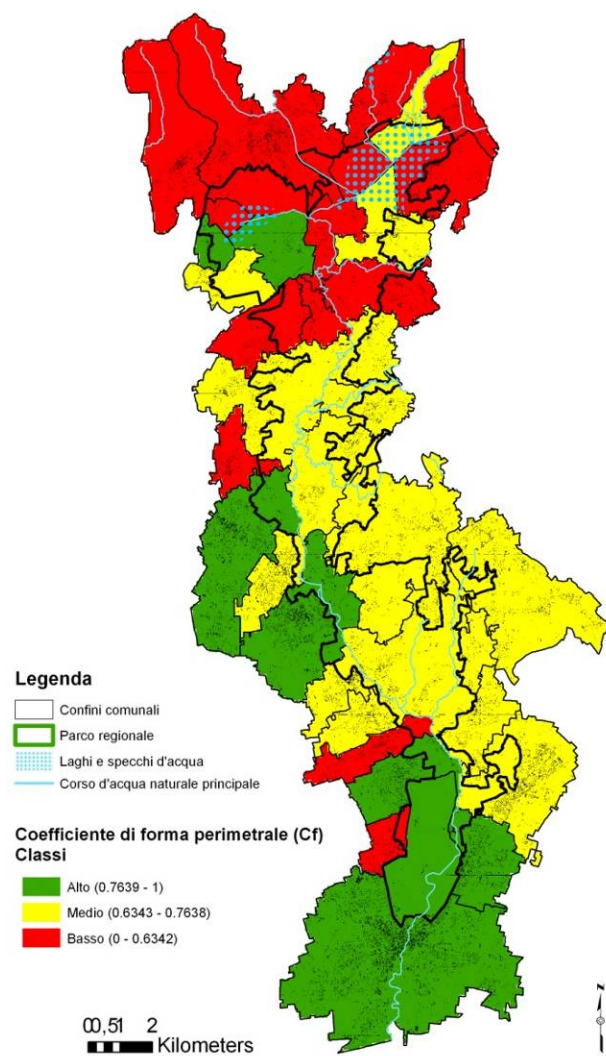 Legenda
Confini comunali
Parco regionale
Laghi e specchi d'acqua
Corso d'acqua naturale principale
Coefficiente di forma perimetrale (Cf)
Classi
Alto (0.7639 - 1)
Medio (0.6343 - 0.7638)
Basso (0 - 0.6342)
00,51 2
Kilometers
N